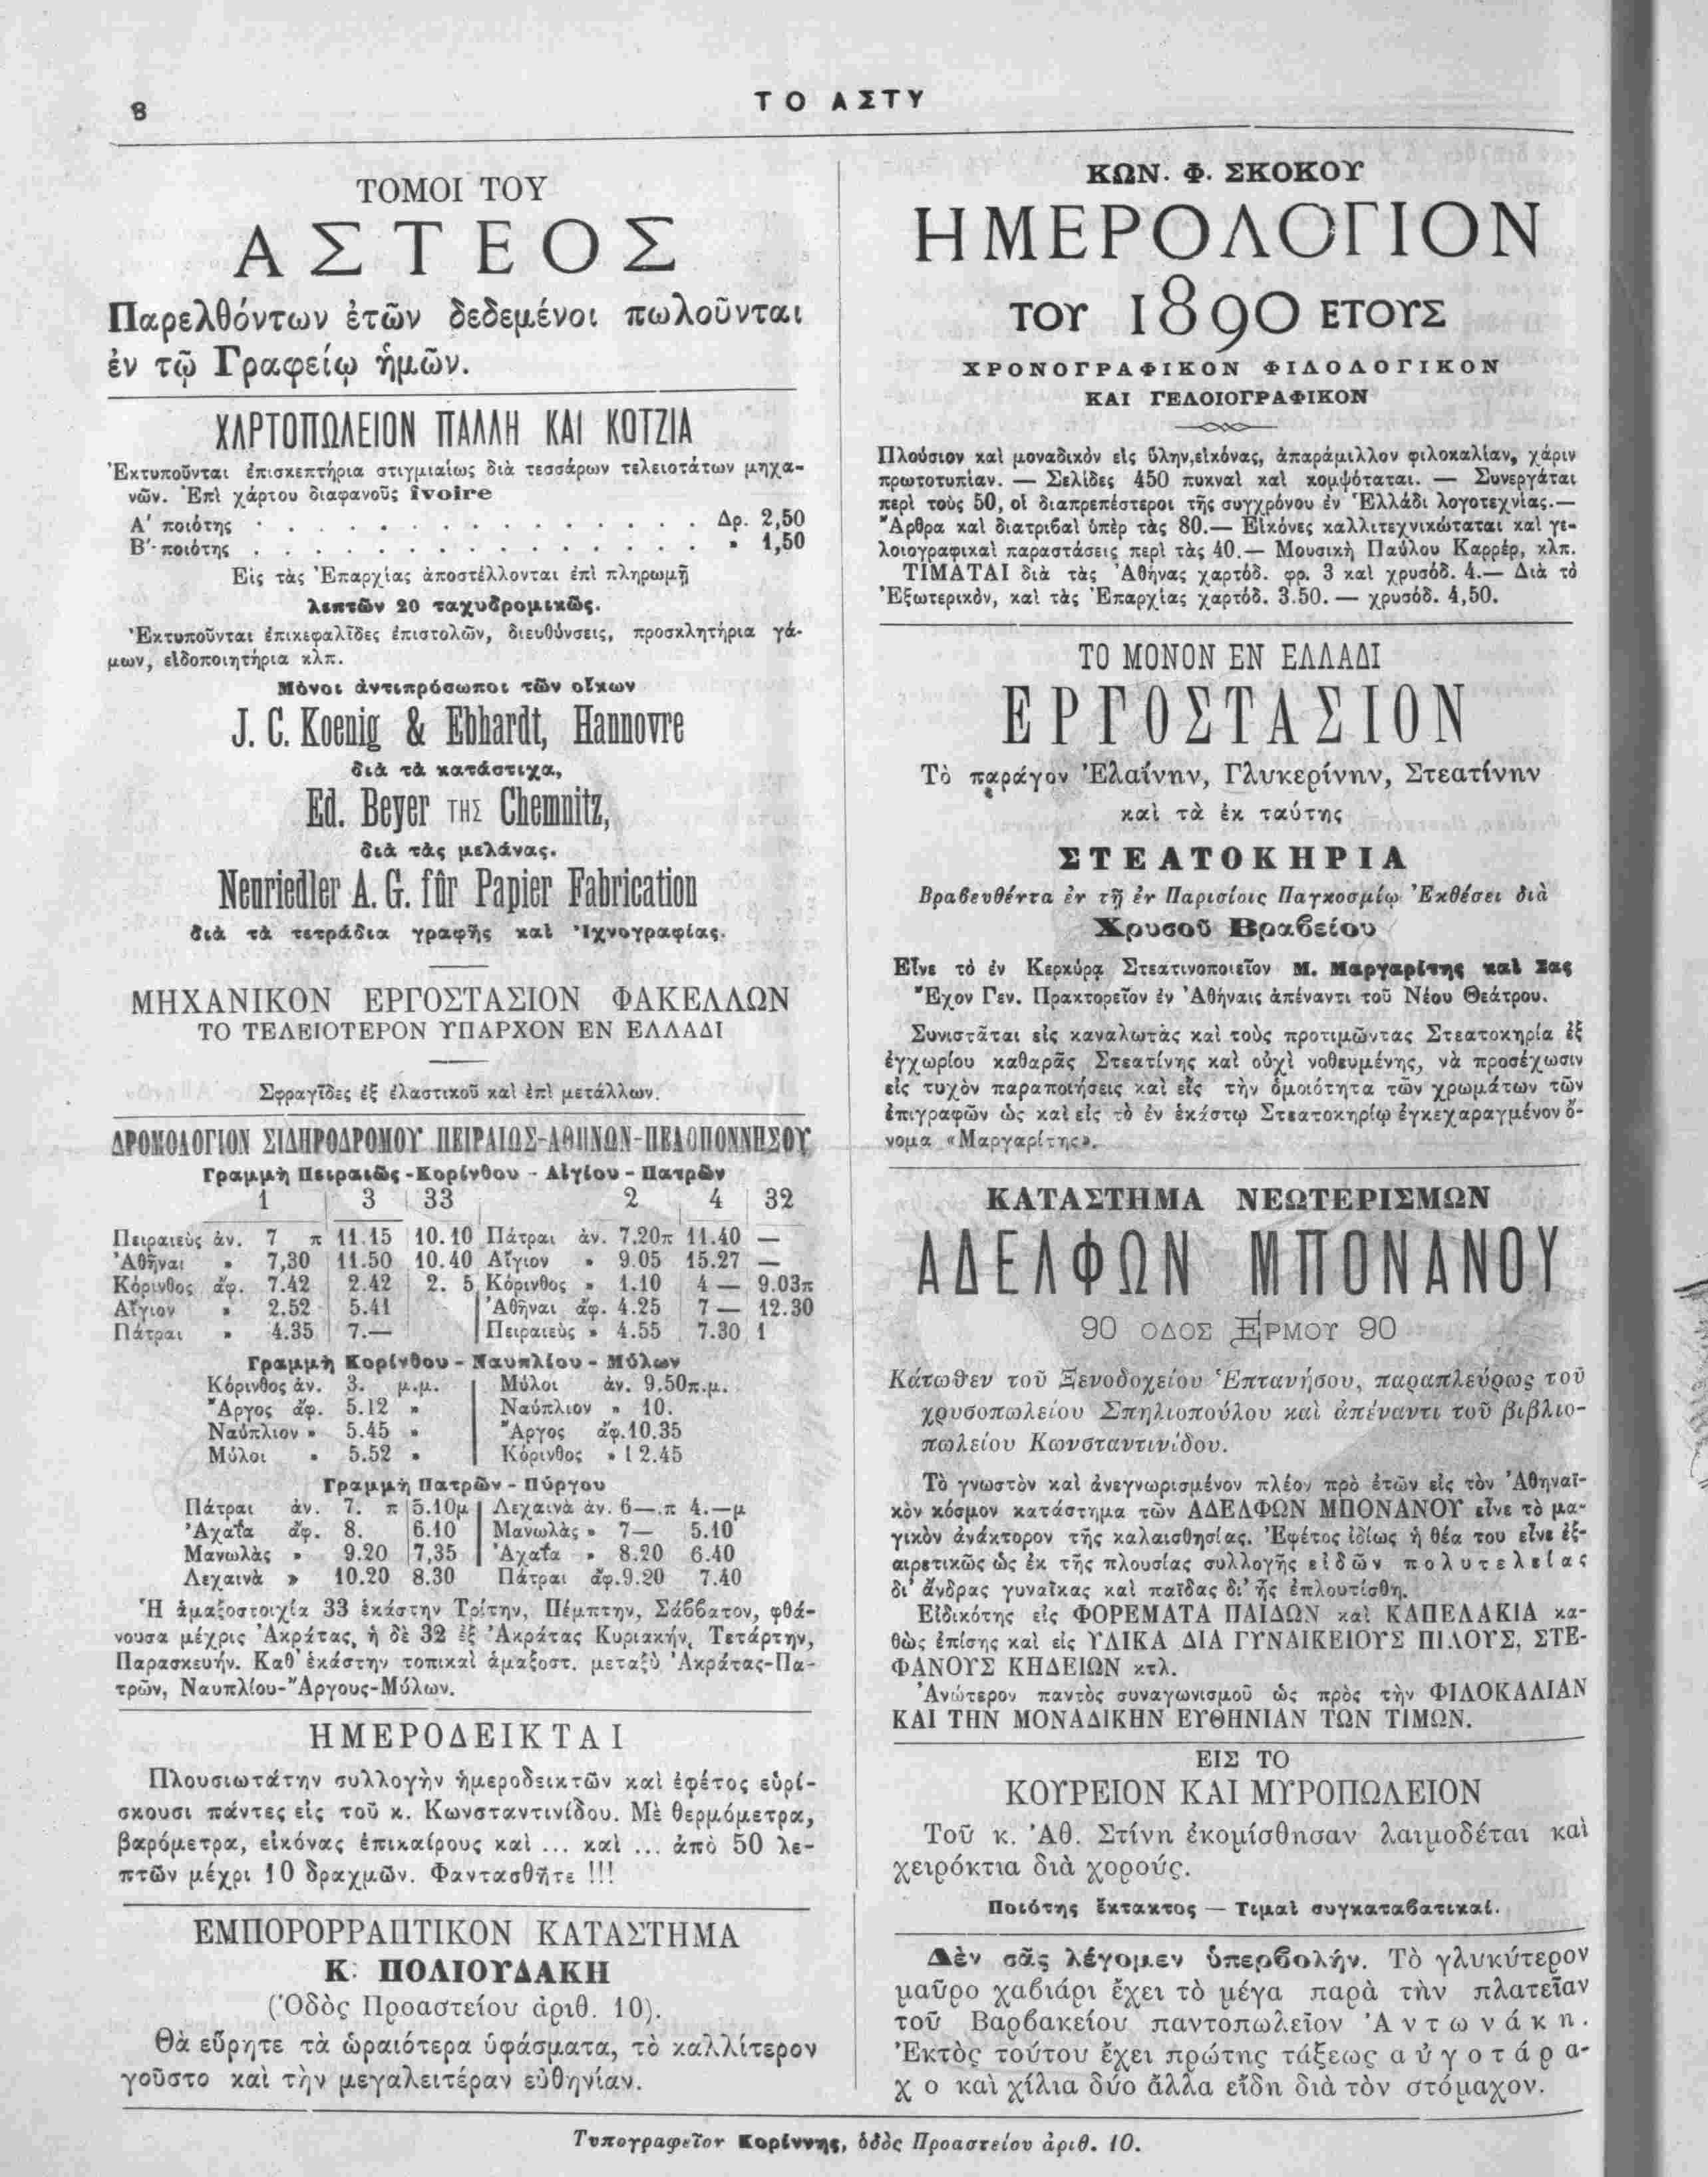 8
ΤΟ ΑΣΤΥ
ΤΟΜΟΙ ΤΟΥ
ΑΣΤΕΟΣ
Παρελθόντων ἐτῶν δεδεμένοι πωλοῦνται
ἐν τῷ Γραφείῳ ἡμῶν.
ΧΑΡΤΟΠΩΛΕΙΟΝ ΠΑΛΛΗ ΚΑΙ ΚΟΤΖΙΑ
Ἐκτυποῦνται ἐπισκεπτήρια στιγμιαίως διὰ τεσσάρων τελειοτάτων μηχα-
νῶν. Ἐπὶ χάρτου διαφανοῦς ivoire
Α' ποιότης . . . . . . . . . . . . . . Δρ. 2,50
Β'· ποιότης . . . . . . . . . . . . . . » 1,50
Εἰς τὰς Ἐπαρχίας ἀποστέλλονται ἐπὶ πληρωμῇ
λεπτῶν 20 ταχυδρομικῶς.
Ἐκτυποῦνται ἐπικεφαλῖδες ἐπιστολῶν, διευθύνσεις, προσκλητήρια γά-
μων, εἰδοποιητήρια κλπ.
Μόνοι ἀντιπρόσωποι τῶν οἴκων
J. C. Koenig & Ebhardt, Hannovre
διὰ τὰ κατάστιχα,
Ed. Beyer ΤΗΣ Chemnitz,
διὰ τὰς μελάνας.
Neuriedler A. G. fûr Papier Fabrication
διὰ τὰ τετράδια γραφῆς καὶ Ἰχνογραφίας.
ΜΗΧΑΝΙΚΟΝ ΕΡΓΟΣΤΑΣΙΟΝ ΦΑΚΕΛΛΩΝ
ΤΟ ΤΕΛΕΙΟΤΕΡΟΝ ΥΠΑΡΧΟΝ ΕΝ ΕΛΛΑΔΙ
Σφραγῖδες ἐξ ἐλαστικοῦ καὶ ἐπὶ μετάλλων.
ΔΡΟΜΟΛΟΓΙΟΝ ΣΙΔΗΡΟΔΡΟΜΟΥ ΠΕΙΡΑΙΩΣ-ΑΘΗΝΩΝ-ΠΕΛΟΠΟΝΝΗΣΟΥ
Γραμμὴ Πειραιῶς - Κορίνθου - Αἰγίου - Πατρῶν
1 3 33 2 4 32
Πειραιεὺς ἀν. 7 π 11.15 10.10 Πάτραι ἀν. 7.20π 11.40 —
Ἀθῆναι » 7,30 11.50 10.40 Αἴγιον » 9.05 15.27 —
Κόρινθος ἀφ. 7.42 2.42 2. 5 Κόρινθος » 1.10 4 — 9.03π
Αἴγιον » 2.52 5.41 Ἀθῆναι ἀφ. 4.25 7 — 12.30
Πάτραι » 4.35 7.— Πειραιεὺς » 4.55 7.30 1
Γραμμὴ Κορίνθου - Ναυπλίου - Μύλων
Κόρινθος ἀν. 3. μ.μ. Μύλοι ἀν. 9.50π.μ.
Ἄργος ἀφ. 5.12 » Ναύπλιον » 10.
Ναύπλιον » 5.45 » Ἄργος ἀφ.10.35
Μύλοι » 5.52 » Κόρινθος » 12.45
Γραμμὴ Πατρῶν - Πύργου
Πάτραι ἀν. 7. π 5.10μ Λεχαινὰ ἀν. 6—.π 4.—μ
Ἀχαΐα ἀφ. 8. 6.10 Μανωλὰς » 7— 5.10
Μανωλὰς » 9.20 7,35 Ἀχαΐα » 8.20 6.40
Λεχαινὰ » 10.20 8.30 Πάτραι ἀφ.9.20 7.40
Ἡ ἁμαξοστοιχία 33 ἑκάστην Τρίτην, Πέμπτην, Σάββατον, φθά-
νουσα μέχρις Ἀκράτας, ἡ δὲ 32 ἐξ Ἀκράτας Κυριακήν, Τετάρτην,
Παρασκευήν. Καθ' ἑκάστην τοπικαὶ ἁμαξοστ. μεταξὺ Ἀκράτας-Πα-
τρῶν, Ναυπλίου-Ἄργους-Μύλων.
ΗΜΕΡΟΔΕΙΚΤΑΙ
Πλουσιωτάτην συλλογὴν ἡμεροδεικτῶν καὶ ἐφέτος εὑρί-
σκουσι πάντες εἰς τοῦ κ. Κωνσταντινίδου. Μὲ θερμόμετρα,
βαρόμετρα, εἰκόνας ἐπικαίρους καὶ ... καὶ ... ἀπὸ 50 λε-
πτῶν μέχρι 10 δραχμῶν. Φαντασθῆτε !!!
ΕΜΠΟΡΟΡΡΑΠΤΙΚΟΝ ΚΑΤΑΣΤΗΜΑ
Κ. ΠΟΛΙΟΥΔΑΚΗ
(Ὁδὸς Προαστείου ἀριθ. 10).
Θὰ εὕρητε τὰ ὡραιότερα ὑφάσματα, τὸ καλλίτερον
γοῦστο καὶ τὴν μεγαλειτέραν εὐθηνίαν.
ΚΩΝ. Φ. ΣΚΟΚΟΥ
ΗΜΕΡΟΛΟΓΙΟΝ
ΤΟΥ 1890 ΕΤΟΥΣ
ΧΡΟΝΟΓΡΑΦΙΚΟΝ ΦΙΛΟΛΟΓΙΚΟΝ
ΚΑΙ ΓΕΛΟΙΟΓΡΑΦΙΚΟΝ
Πλούσιον καὶ μοναδικὸν εἰς ὕλην,εἰκόνας, ἀπαράμιλλον φιλοκαλίαν, χάριν
πρωτοτυπίαν. — Σελίδες 450 πυκναὶ καὶ κομψόταται. — Συνεργάται
περὶ τοὺς 50, οἱ διαπρεπέστεροι τῆς συγχρόνου ἐν Ἑλλάδι λογοτεχνίας.—
Ἄρθρα καὶ διατριβαὶ ὑπὲρ τὰς 80.— Εἰκόνες καλλιτεχνικώταται καὶ γε-
λοιογραφικαὶ παραστάσεις περὶ τὰς 40.— Μουσικὴ Παύλου Καρρέρ, κλπ.
ΤΙΜΑΤΑΙ διὰ τὰς Ἀθήνας χαρτόδ. φρ. 3 καὶ χρυσόδ. 4.— Διὰ τὸ
Ἐξωτερικόν, καὶ τὰς Ἐπαρχίας χαρτόδ. 3.50. — χρυσόδ. 4,50.
ΤΟ ΜΟΝΟΝ ΕΝ ΕΛΛΑΔΙ
ΕΡΓΟΣΤΑΣΙΟΝ
Τὸ παράγον Ἐλαΐνην, Γλυκερίνην, Στεατίνην
καὶ τὰ ἐκ ταύτης
ΣΤΕΑΤΟΚΗΡΙΑ
Βραβευθέντα ἐν τῇ ἐν Παρισίοις Παγκοσμίῳ Ἐκθέσει διὰ
Χρυσοῦ Βραβείου
Εἶνε τὸ ἐν Κερκύρᾳ Στεατινοποιεῖον Μ. Μαργαρίτης καὶ Σας
Ἔχον Γεν. Πρακτορεῖον ἐν Ἀθήναις ἀπέναντι τοῦ Νέου Θεάτρου.
Συνιστᾶται εἰς καναλωτὰς καὶ τοὺς προτιμῶντας Στεατοκηρία ἐξ
ἐγχωρίου καθαρᾶς Στεατίνης καὶ οὐχὶ νοθευμένης, νὰ προσέχωσιν
εἰς τυχὸν παραποιήσεις καὶ εἰς τὴν ὁμοιότητα τῶν χρωμάτων τῶν
ἐπιγραφῶν ὡς καὶ εἰς τὸ ἐν ἑκάστῳ Στεατοκηρίῳ ἐγκεχαραγμένον ὄ-
νομα «Μαργαρίτης».
ΚΑΤΑΣΤΗΜΑ ΝΕΩΤΕΡΙΣΜΩΝ
ΑΔΕΛΦΩΝ ΜΠΟΝΑΝΟΥ
90 ΟΔΟΣ ΕΡΜΟΥ 90
Κάτωθεν τοῦ Ξενοδοχείου Ἑπτανήσου, παραπλεύρως τοῦ
χρυσοπωλείου Σπηλιοπούλου καὶ ἀπέναντι τοῦ βιβλιο-
πωλείου Κωνσταντινίδου.
Τὸ γνωστὸν καὶ ἀνεγνωρισμένον πλέον πρὸ ἐτῶν εἰς τὸν Ἀθηναϊ-
κὸν κόσμον κατάστημα τῶν ΑΔΕΛΦΩΝ ΜΠΟΝΑΝΟΥ εἶνε τὸ μα-
γικὸν ἀνάκτορον τῆς καλαισθησίας. Ἐφέτος ἰδίως ἡ θέα του εἶνε ἐξ-
αιρετικῶς ὡς ἐκ τῆς πλουσίας συλλογῆς εἰδῶν πολυτελείας
δι' ἄνδρας γυναῖκας καὶ παῖδας δι' ἧς ἐπλουτίσθη.
Εἰδικότης εἰς ΦΟΡΕΜΑΤΑ ΠΑΙΔΩΝ καὶ ΚΑΠΕΛΑΚΙΑ κα-
θὼς ἐπίσης καὶ εἰς ΥΛΙΚΑ ΔΙΑ ΓΥΝΑΙΚΕΙΟΥΣ ΠΙΛΟΥΣ, ΣΤΕ-
ΦΑΝΟΥΣ ΚΗΔΕΙΩΝ κτλ.
Ἀνώτερον παντὸς συναγωνισμοῦ ὡς πρὸς τὴν ΦΙΛΟΚΑΛΙΑΝ
ΚΑΙ ΤΗΝ ΜΟΝΑΔΙΚΗΝ ΕΥΘΗΝΙΑΝ ΤΩΝ ΤΙΜΩΝ.
ΕΙΣ ΤΟ
ΚΟΥΡΕΙΟΝ ΚΑΙ ΜΥΡΟΠΩΛΕΙΟΝ
Τοῦ κ. Ἀθ. Στίνη ἐκομίσθησαν λαιμοδέται καὶ
χειρόκτια διὰ χορούς.
Ποιότης ἔκτακτος — Τιμαὶ συγκαταβατικαί.
Δὲν σᾶς λέγομεν ὑπερβολήν. Τὸ γλυκύτερον
μαῦρο χαβιάρι ἔχει τὸ μέγα παρὰ τὴν πλατεῖαν
τοῦ Βαρβακείου παντοπωλεῖον Ἀντωνάκη.
Ἐκτὸς τούτου ἔχει πρώτης τάξεως αὐγοτάρα-
χο καὶ χίλια δύο ἄλλα εἴδη διὰ τὸν στόμαχον.
Τυπογραφεῖον Κορίννης, ὁδὸς Προαστείου ἀριθ. 10.